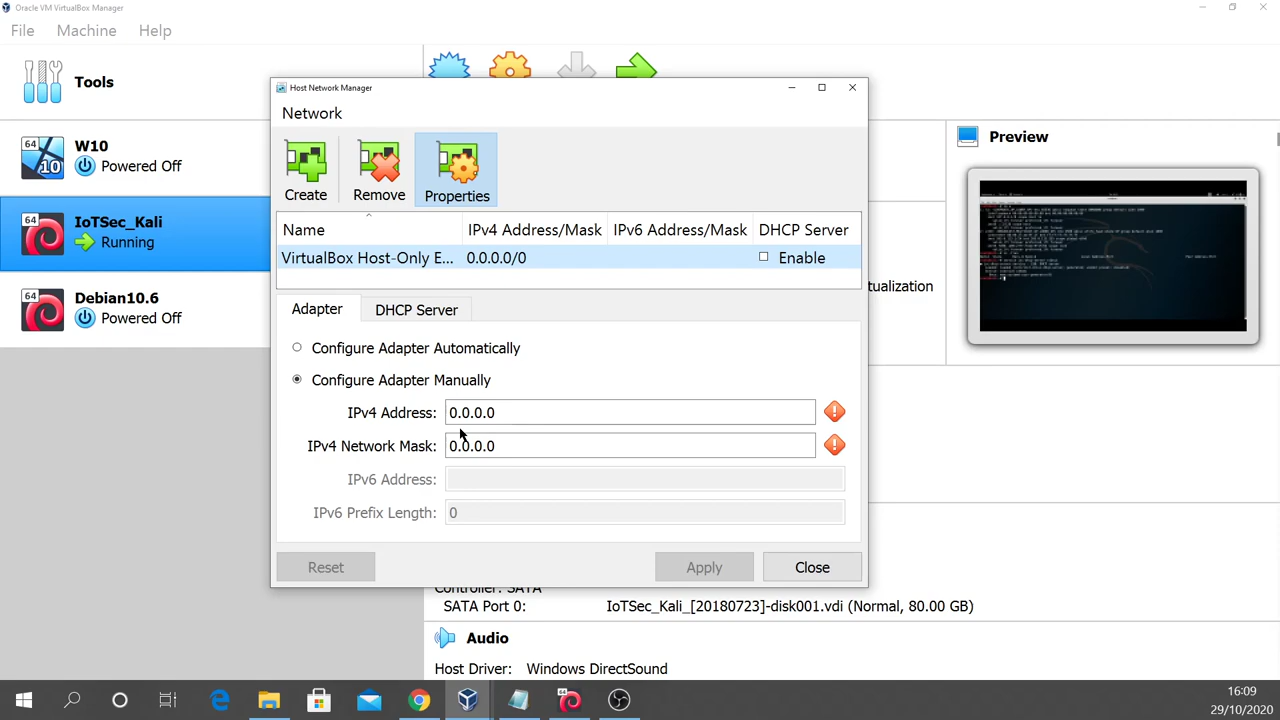 Oracle VM VirtualBox Manager
File Machine Help
Tools
64
10
W10
Powered Off
64
IoTSec_Kali
Running
64
Debian10.6
Powered Off
Host Network Manager
Network
Create
Remove
Properties
Name IPv4 Address/Mask IPv6 Address/Mask DHCP Server
VirtualBox Host-Only E... 0.0.0.0/0 Enable
Adapter DHCP Server
Configure Adapter Automatically
Configure Adapter Manually
IPv4 Address: 0.0.0.0
IPv4 Network Mask: 0.0.0.0
IPv6 Address:
IPv6 Prefix Length: 0
Reset Apply Close
Preview
tualization
Controller: SATA
SATA Port 0: IoTSec_Kali_[20180723]-disk001.vdi (Normal, 80.00 GB)
Audio
Host Driver: Windows DirectSound
64
16:09
29/10/2020